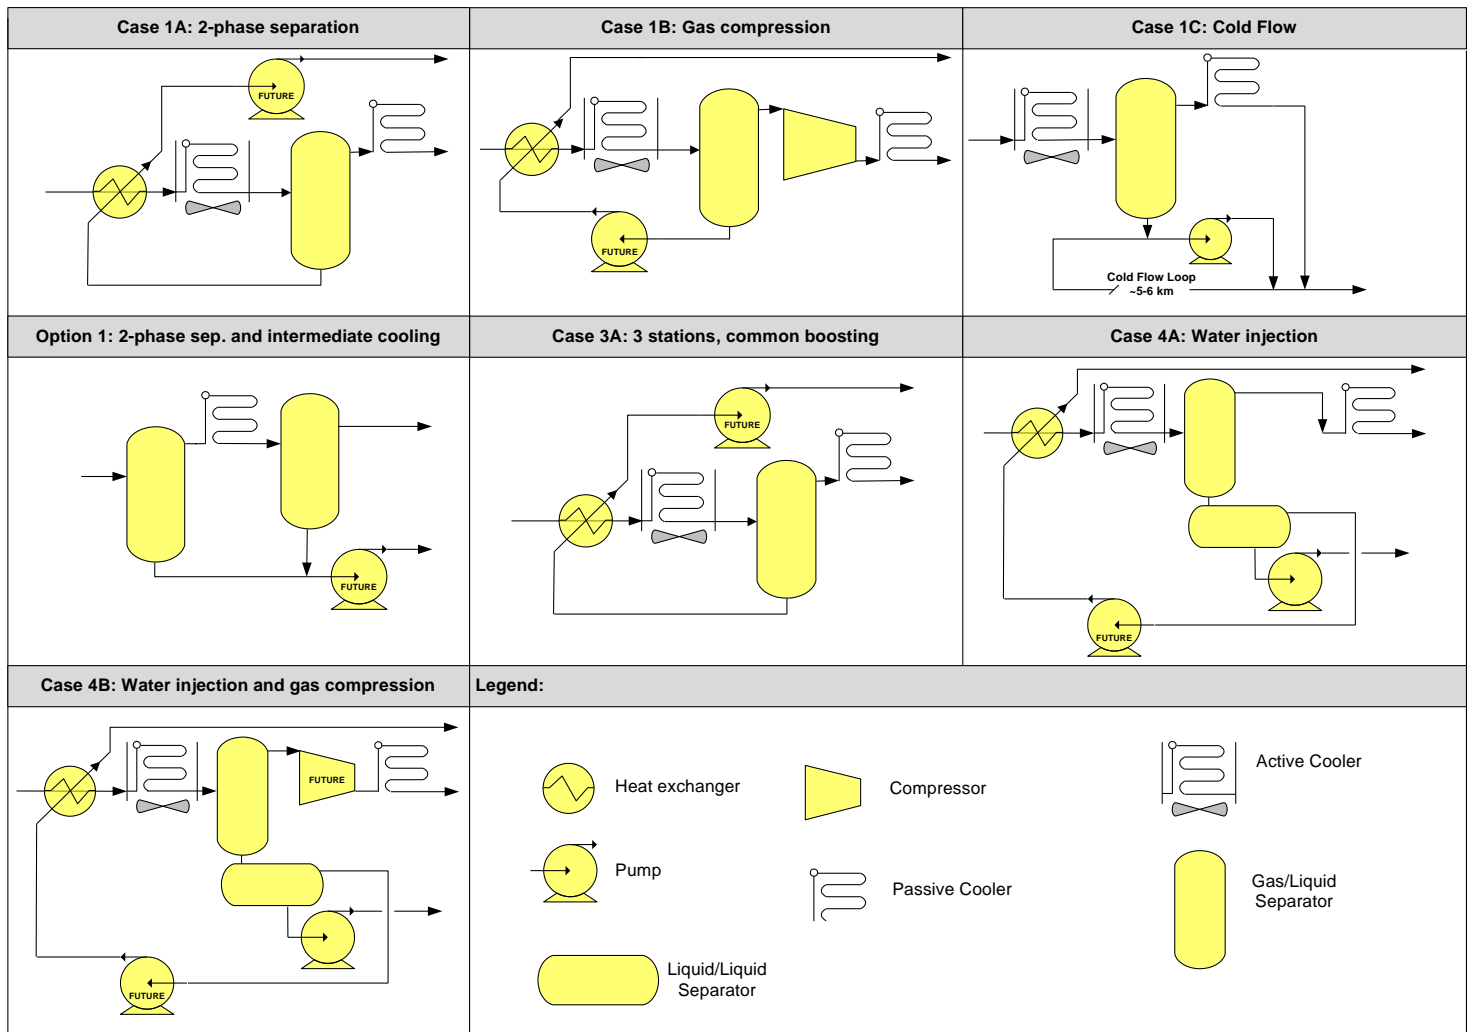 Case 1A: 2-phase separation
Case 1B: Gas compression
Case 1C: Cold Flow
FUTURE
FUTURE
Cold Flow Loop
~5-6 km
Option 1: 2-phase sep. and intermediate cooling
Case 3A: 3 stations, common boosting
Case 4A: Water injection
FUTURE
FUTURE
FUTURE
Case 4B: Water injection and gas compression
Legend:
FUTURE
FUTURE
Heat exchanger
Compressor
Active Cooler
Pump
Passive Cooler
Gas/Liquid
Separator
Liquid/Liquid
Separator